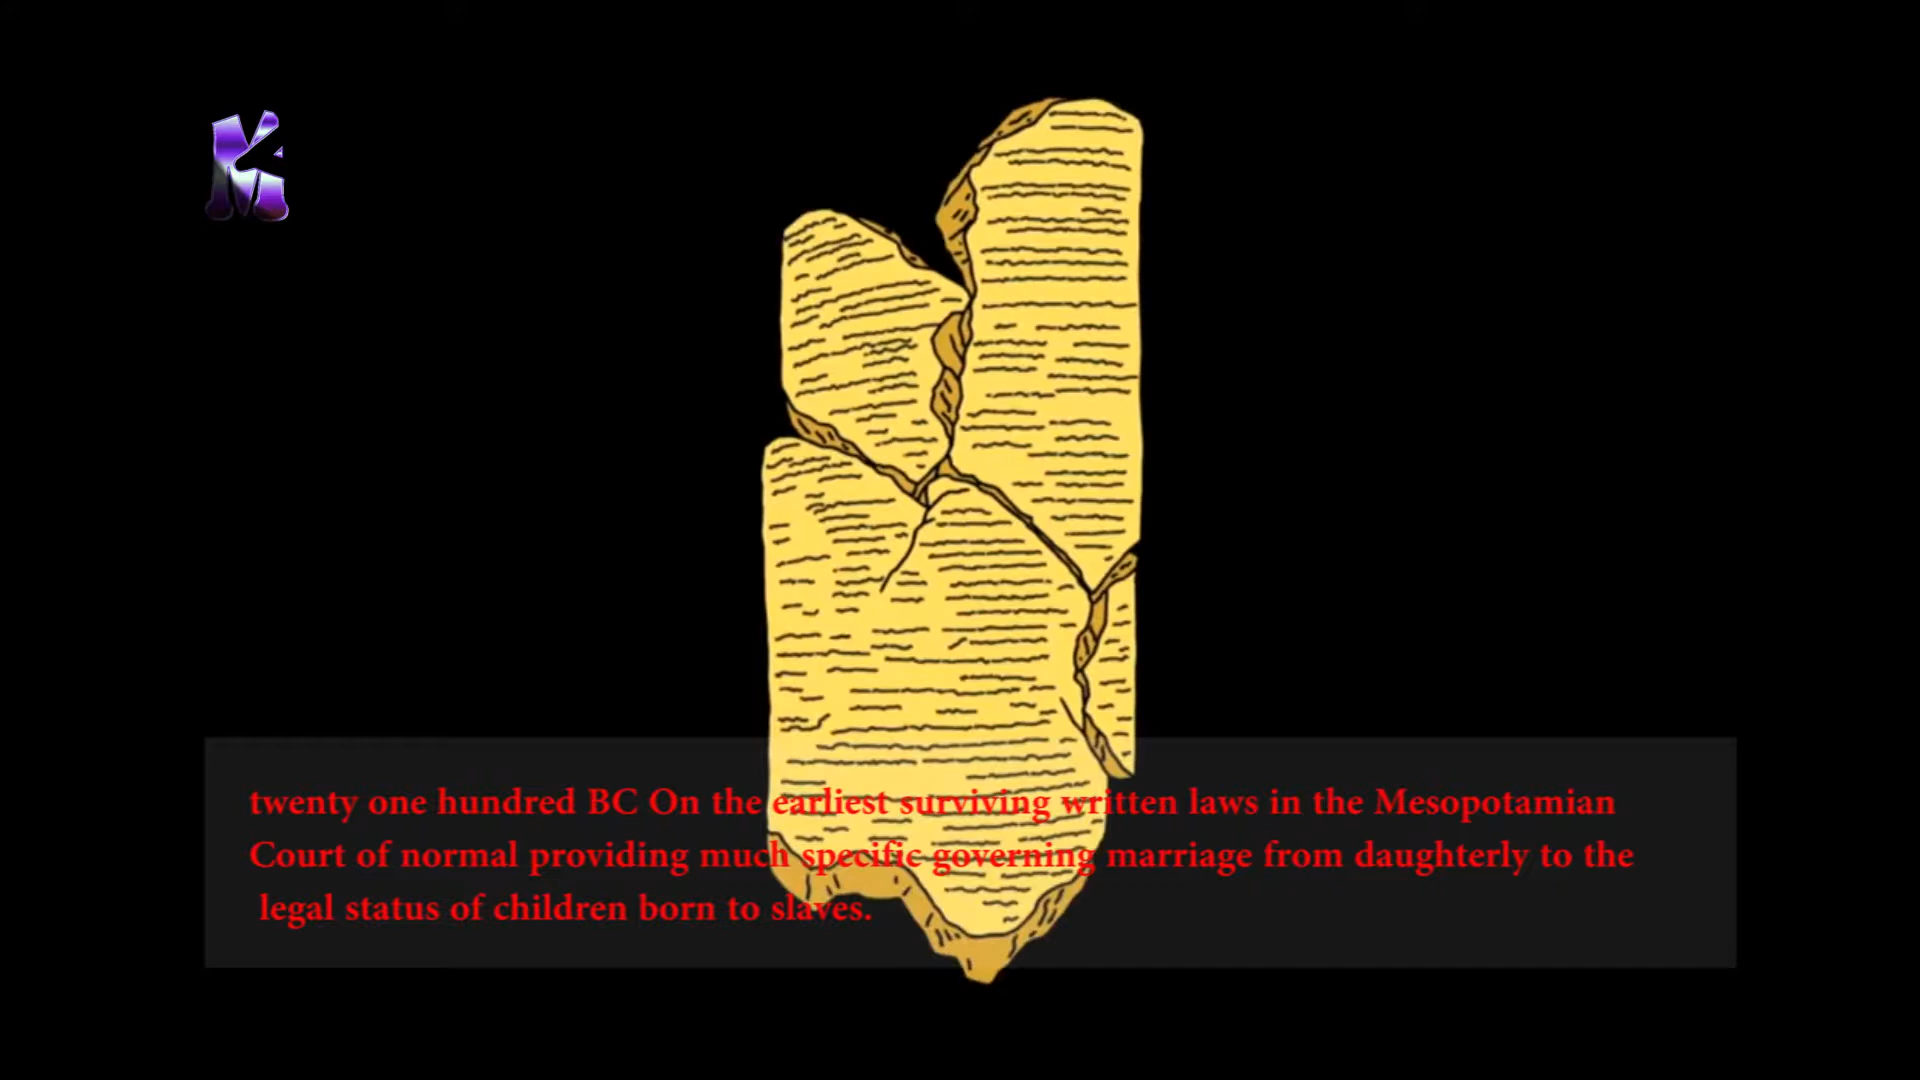 twenty one hundred BC On the earliest surviving written laws in the Mesopotamian
Court of normal providing much specific governing marriage from daughterly to the
legal status of children born to slaves.